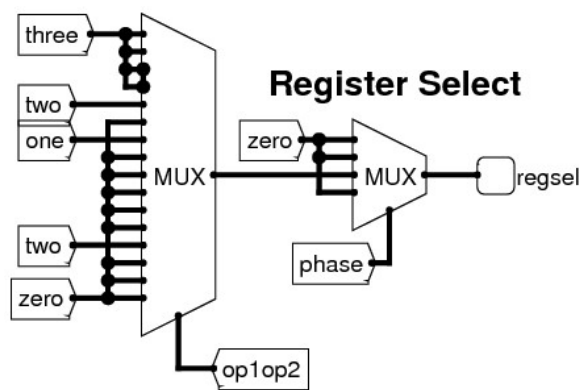 three
Register Select
two
zero
one
MUX
MUX
regsel
two
phase
zero
op1op2